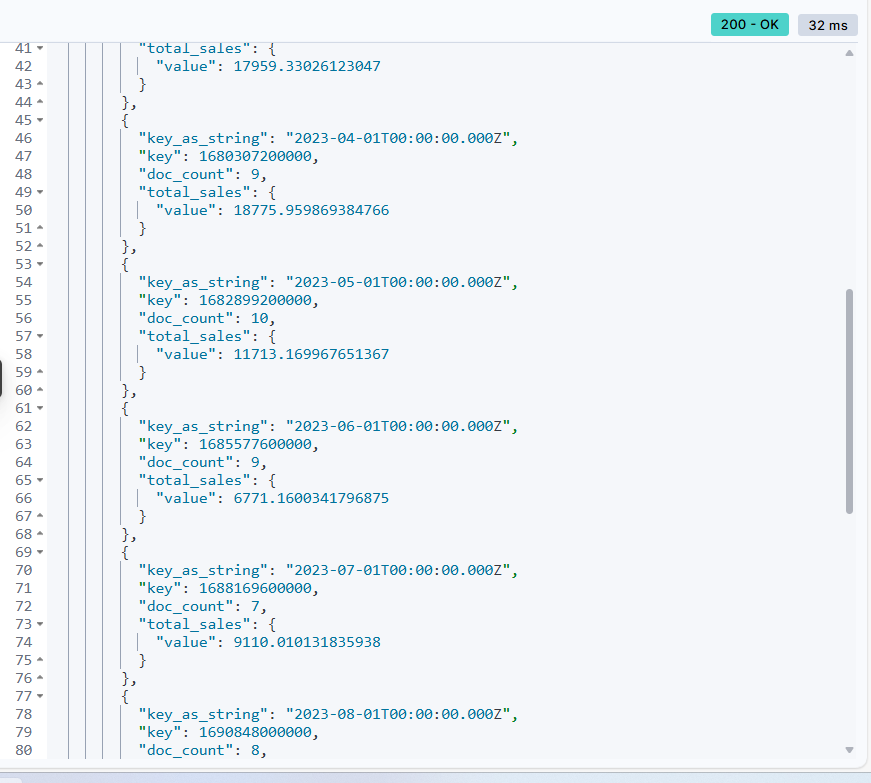 200 - OK
32 ms
41 "total_sales": {
42 "value": 17959.33026123047
43 }
44 },
45 {
46 "key_as_string": "2023-04-01T00:00:00.000Z",
47 "key": 1680307200000,
48 "doc_count": 9,
49 "total_sales": {
50 "value": 18775.959869384766
51 }
52 },
53 {
54 "key_as_string": "2023-05-01T00:00:00.000Z",
55 "key": 1682899200000,
56 "doc_count": 10,
57 "total_sales": {
58 "value": 11713.169967651367
59 }
60 },
61 {
62 "key_as_string": "2023-06-01T00:00:00.000Z",
63 "key": 1685577600000,
64 "doc_count": 9,
65 "total_sales": {
66 "value": 6771.1600341796875
67 }
68 },
69 {
70 "key_as_string": "2023-07-01T00:00:00.000Z",
71 "key": 1688169600000,
72 "doc_count": 7,
73 "total_sales": {
74 "value": 9110.010131835938
75 }
76 },
77 {
78 "key_as_string": "2023-08-01T00:00:00.000Z",
79 "key": 1690848000000,
80 "doc_count": 8,